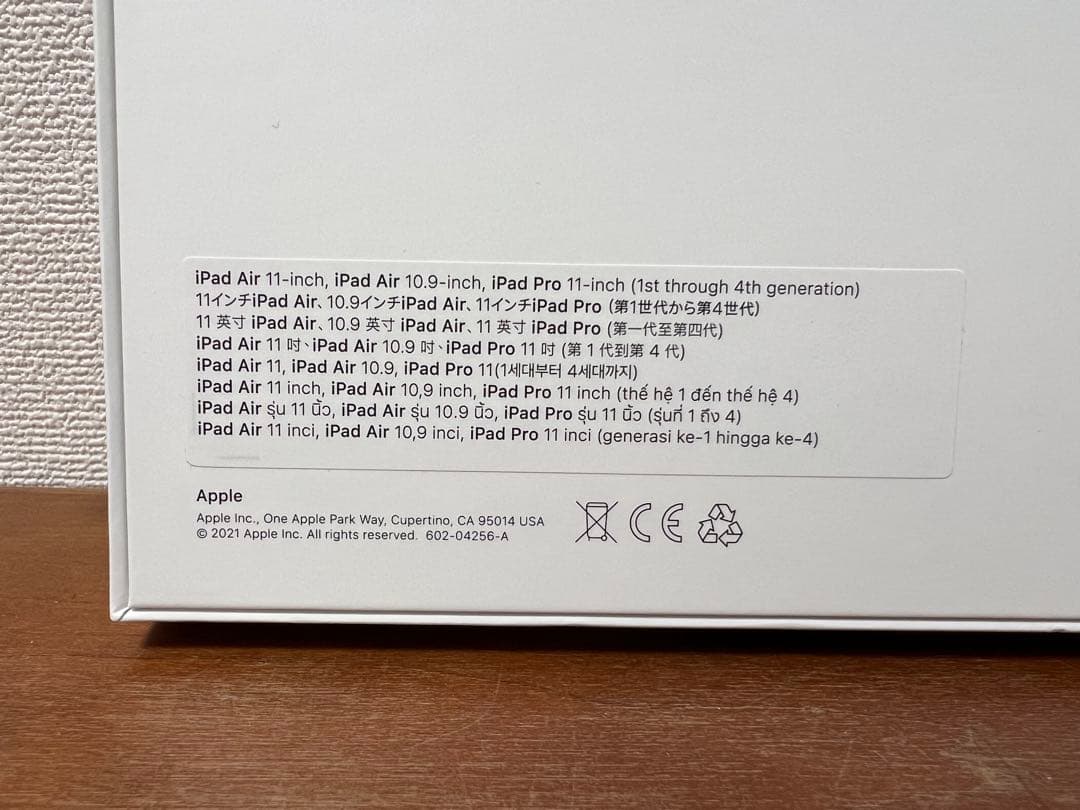 iPad Air 11-inch, iPad Air 10.9-inch, iPad Pro 11-inch (1st through 4th generation)
11インチiPad Air、10.9インチiPad Air、11インチiPad Pro (第1世代から第4世代)
11 英寸 iPad Air、10.9 英寸 iPad Air、11 英寸 iPad Pro (第一代至第四代)
iPad Air 11 吋、iPad Air 10.9 吋、iPad Pro 11 吋 (第 1 代到第 4 代)
iPad Air 11, iPad Air 10.9, iPad Pro 11(1세대부터 4세대까지)
iPad Air 11 inch, iPad Air 10,9 inch, iPad Pro 11 inch (thế hệ 1 đến thế hệ 4)
iPad Air รุ่น 11 นิ้ว, iPad Air รุ่น 10.9 นิ้ว, iPad Pro รุ่น 11 นิ้ว (รุ่นที่ 1 ถึง 4)
iPad Air 11 inci, iPad Air 10,9 inci, iPad Pro 11 inci (generasi ke-1 hingga ke-4)
Apple
Apple Inc., One Apple Park Way, Cupertino, CA 95014 USA
© 2021 Apple Inc. All rights reserved. 602-04256-A
CE